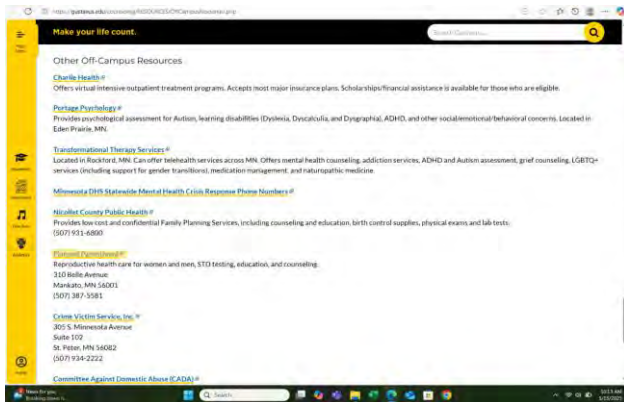 Make your life count.
Other Off-Campus Resources
Charlie Health
Offers virtual intensive outpatient treatment programs. Accepts most major insurance plans. Scholarships/financial assistance is available for those who are eligible.
Portage Psychology
Provides psychological assessment for Autism, learning disabilities (Dyslexia, Dyscalculia, and Dysgraphia), ADHD, and other social/emotional/behavioral concerns. Located in
Eden Prairie, MN.
Transformational Therapy Services
Located in Rockford, MN. Can offer telehealth services across MN. Offers mental health counseling, addiction services, ADHD and Autism assessment, grief counseling, LGBTQ+
services (including support for gender transitions), medication management, and naturopathic medicine.
Minnesota DHS Statewide Mental Health Crisis Response Phone Numbers
Nicollet County Public Health
Provides low cost and confidential Family Planning Services, including counseling and education, birth control supplies, physical exams and lab tests.
(507) 931-6800
Planned Parenthood
Reproductive health care for women and men, STD testing, education, and counseling.
310 Belle Avenue
Mankato, MN 56001
(507) 387-5581
Crime Victim Service, Inc.
305 S. Minnesota Avenue
Suite 102
St. Peter, MN 56082
(507) 934-2222
Committee Against Domestic Abuse (CADA)
Search